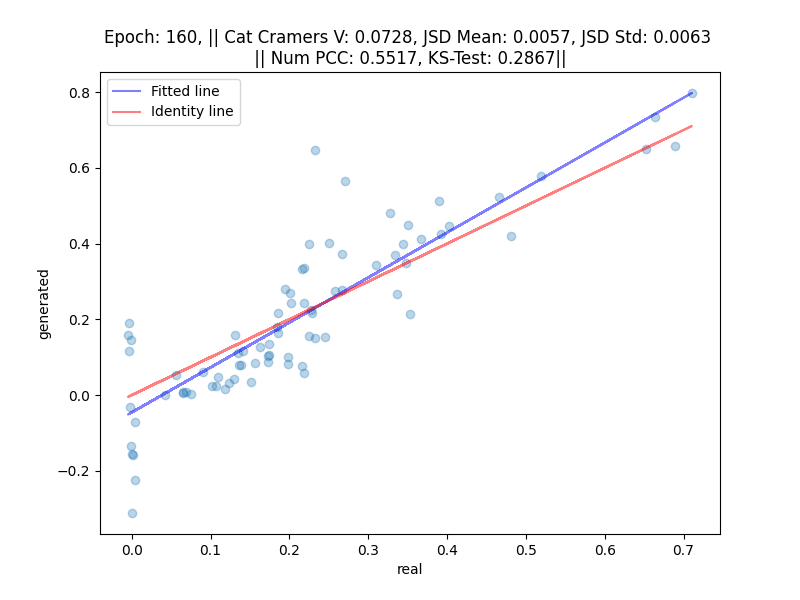 Epoch: 160, || Cat Cramers V: 0.0728, JSD Mean: 0.0057, JSD Std: 0.0063
|| Num PCC: 0.5517, KS-Test: 0.2867||
Fitted line
Identity line
0.8
0.6
0.4
0.2
0.0
−0.2
generated
0.0 0.1 0.2 0.3 0.4 0.5 0.6 0.7
real